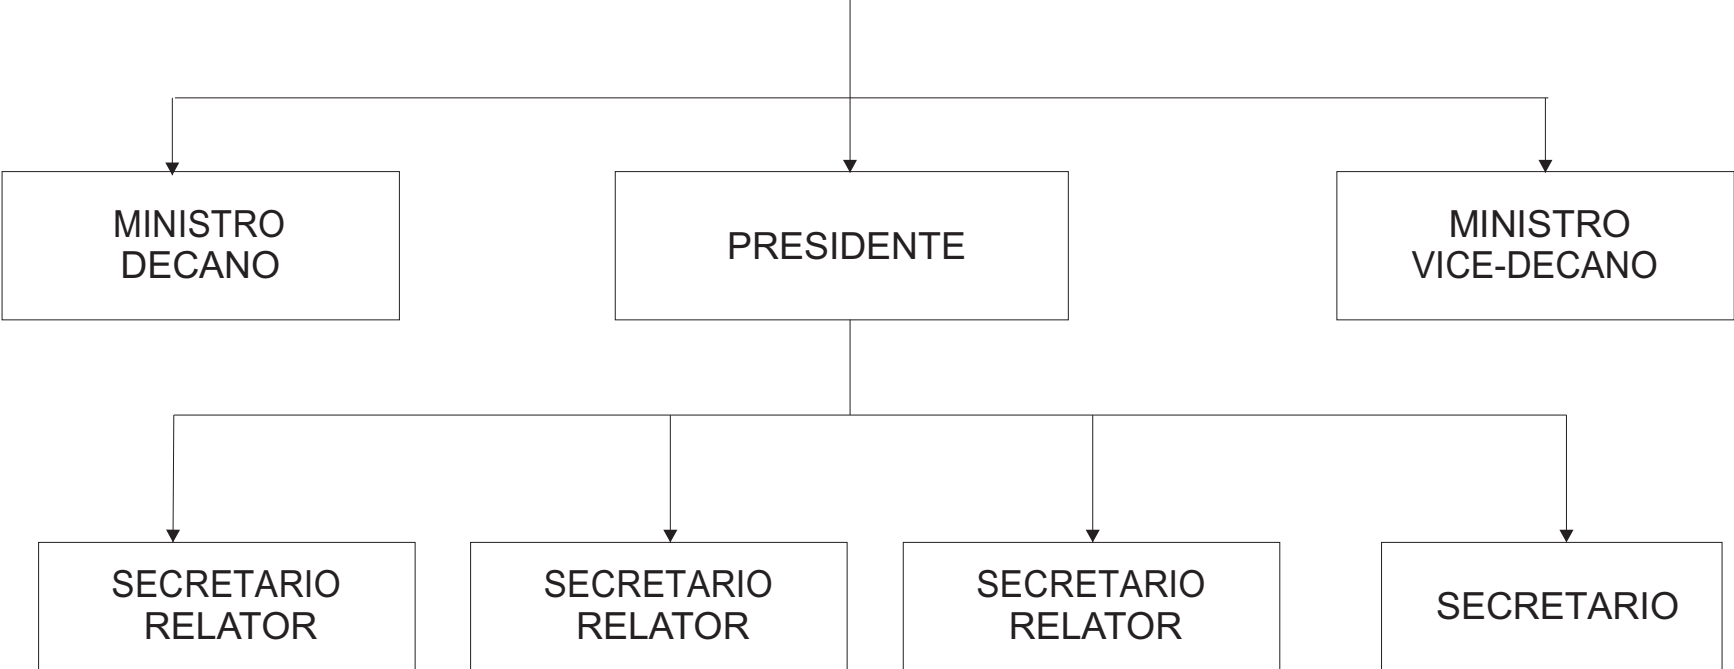 MINISTRO
DECANO
PRESIDENTE
MINISTRO
VICE-DECANO
SECRETARIO
RELATOR
SECRETARIO
RELATOR
SECRETARIO
RELATOR
SECRETARIO